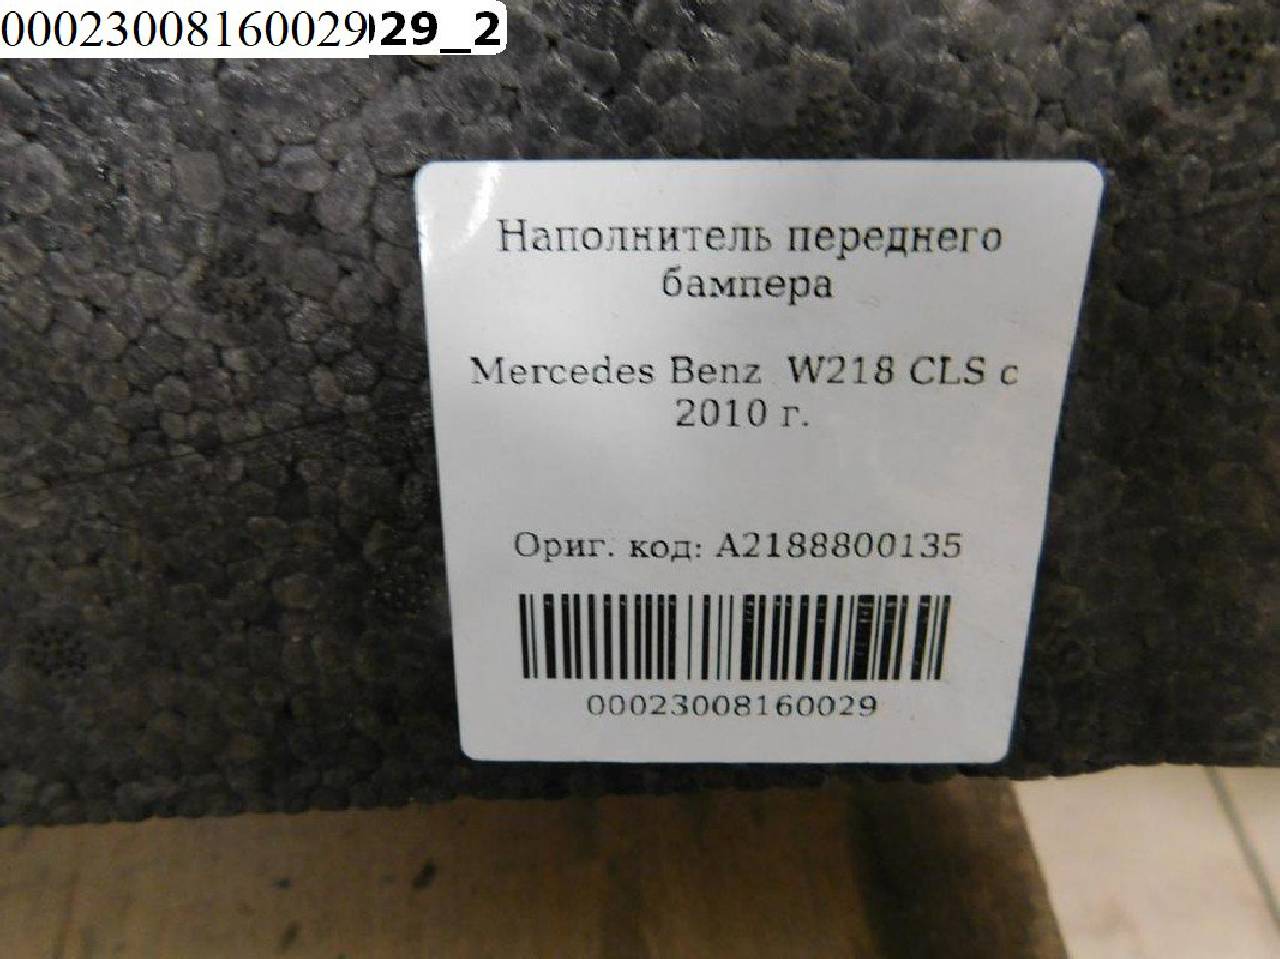 00023008160029029_2
Наполнитель переднего
бампера
Mercedes Benz W218 CLS с
2010 г.
Ориг. код: A2188800135
00023008160029